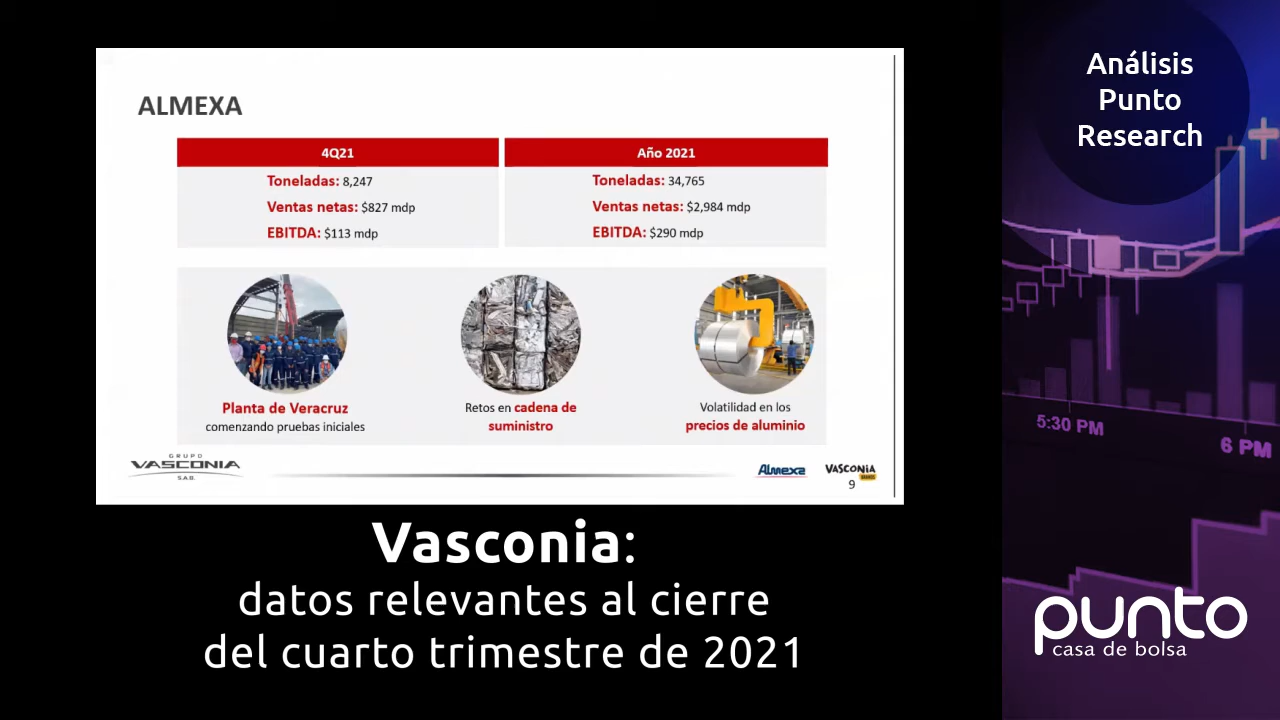 ALMEXA
4Q21
Toneladas: 8,247
Ventas netas: $827 mdp
EBITDA: $113 mdp
Año 2021
Toneladas: 34,765
Ventas netas: $2,984 mdp
EBITDA: $290 mdp
Planta de Veracruz
comenzando pruebas iniciales
Retos en cadena de
suministro
Volatilidad en los
precios de aluminio
GRUPO
VASCONIA
S.A.B.
Almexa
VASCONIA
BRANDS
9
Vasconia:
datos relevantes al cierre
del cuarto trimestre de 2021
Análisis
Punto
Research
5:30 PM
6 PM
punto
casa de bolsa